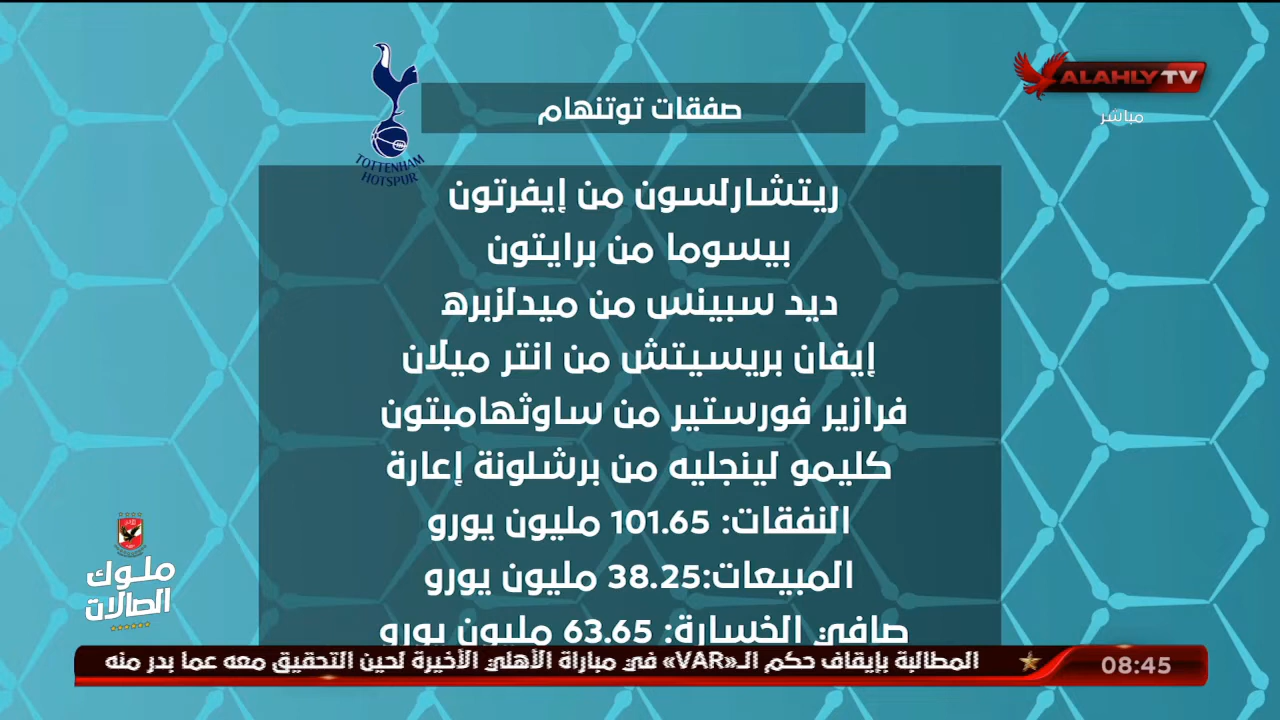 ALAHLY TV
مباشر
TOTTENHAM
HOTSPUR
صفقات توتنهام
ريتشارلسون من إيفرتون
بيسوما من برايتون
ديد سبينس من ميدلزبره
إيفان بريسيتش من انتر ميلان
فرازير فورستير من ساوثهامبتون
كليمو لينجليه من برشلونة إعارة
النفقات: 101.65 مليون يورو
المبيعات:38.25 مليون يورو
صافي الخسارة: 63.65 مليون يورو
ملوك
الصالات
المطالبة بإيقاف حكم الـ«VAR» في مباراة الأهلي الأخيرة لحين التحقيق معه عما بدر منه
08:45